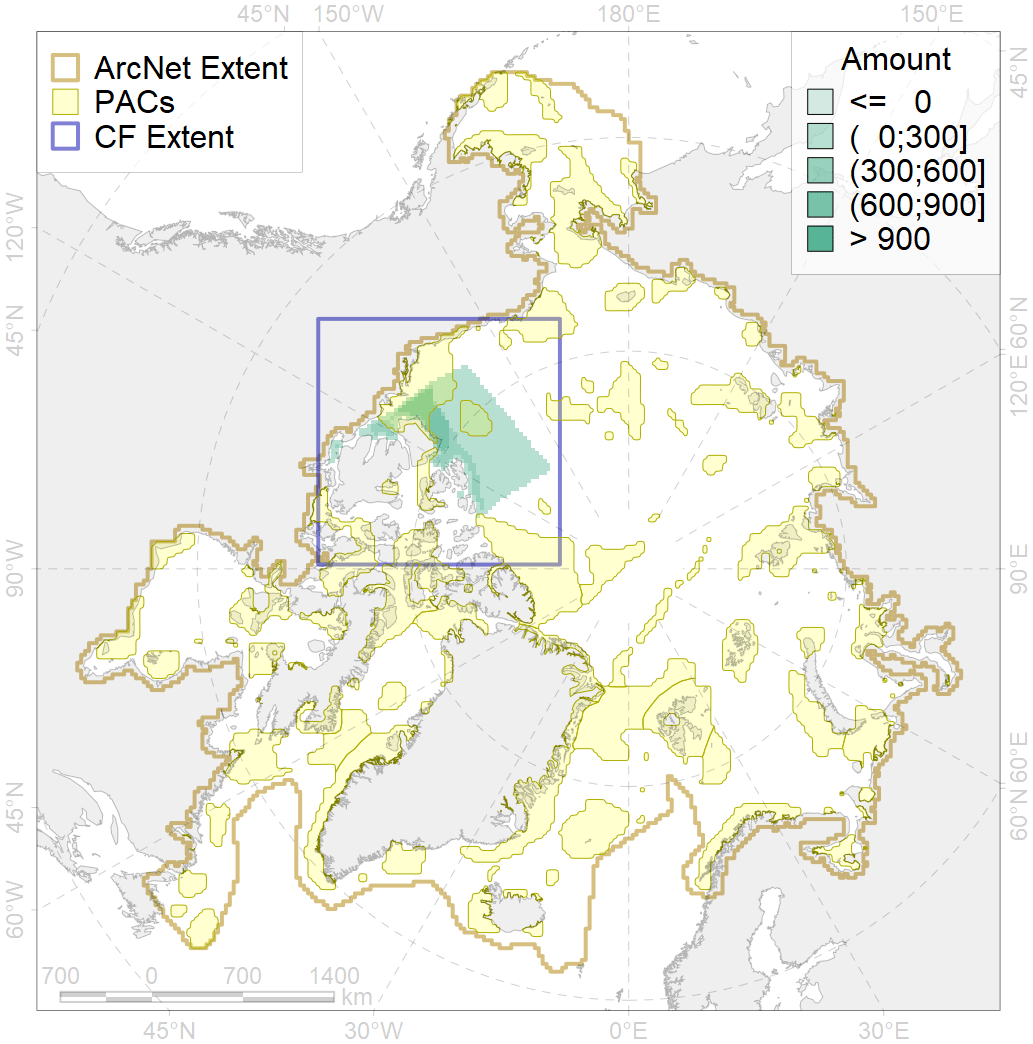 45°N 150°W 180°E 150°E
ArcNet Extent
PACs
CF Extent
Amount
<= 0
( 0;300]
(300;600]
(600;900]
> 900
45°N
120°W
45°N
90°W
45°N
60°W
60°N
120°E
90°E
60°E
60°N
700 0 700 1400
km
45°N 30°W 0°E 30°E